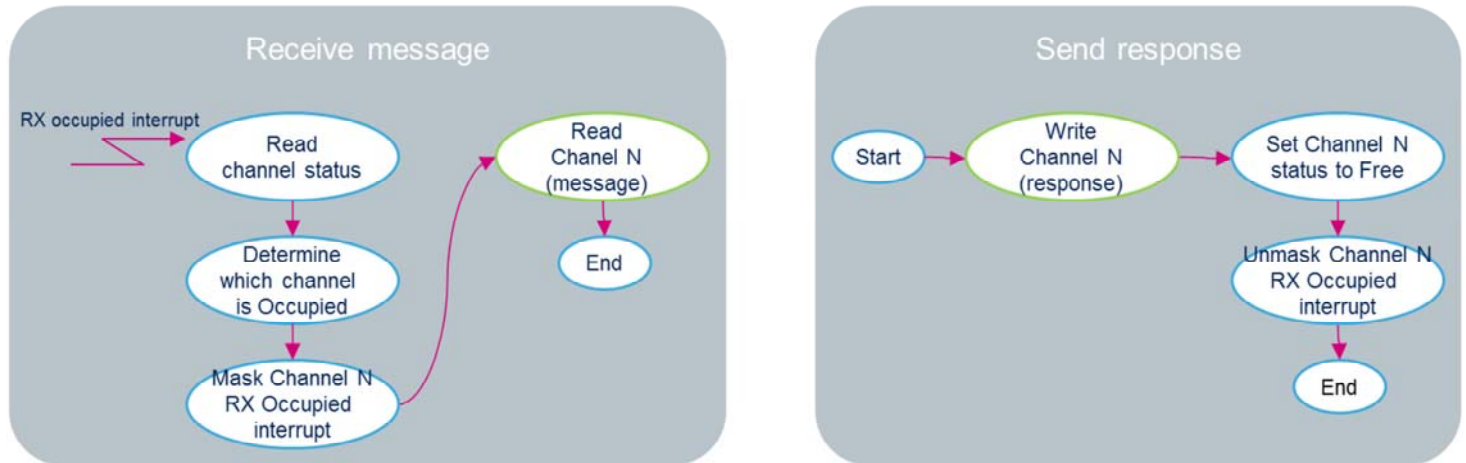 Receive message
RX occupied interrupt
Read
channel status
Determine
which channel
is Occupied
Mask Channel N
RX Occupied
interrupt
Read
Chanel N
(message)
End
Send response
Start
Write
Channel N
(response)
Set Channel N
status to Free
Unmask Channel N
RX Occupied
interrupt
End